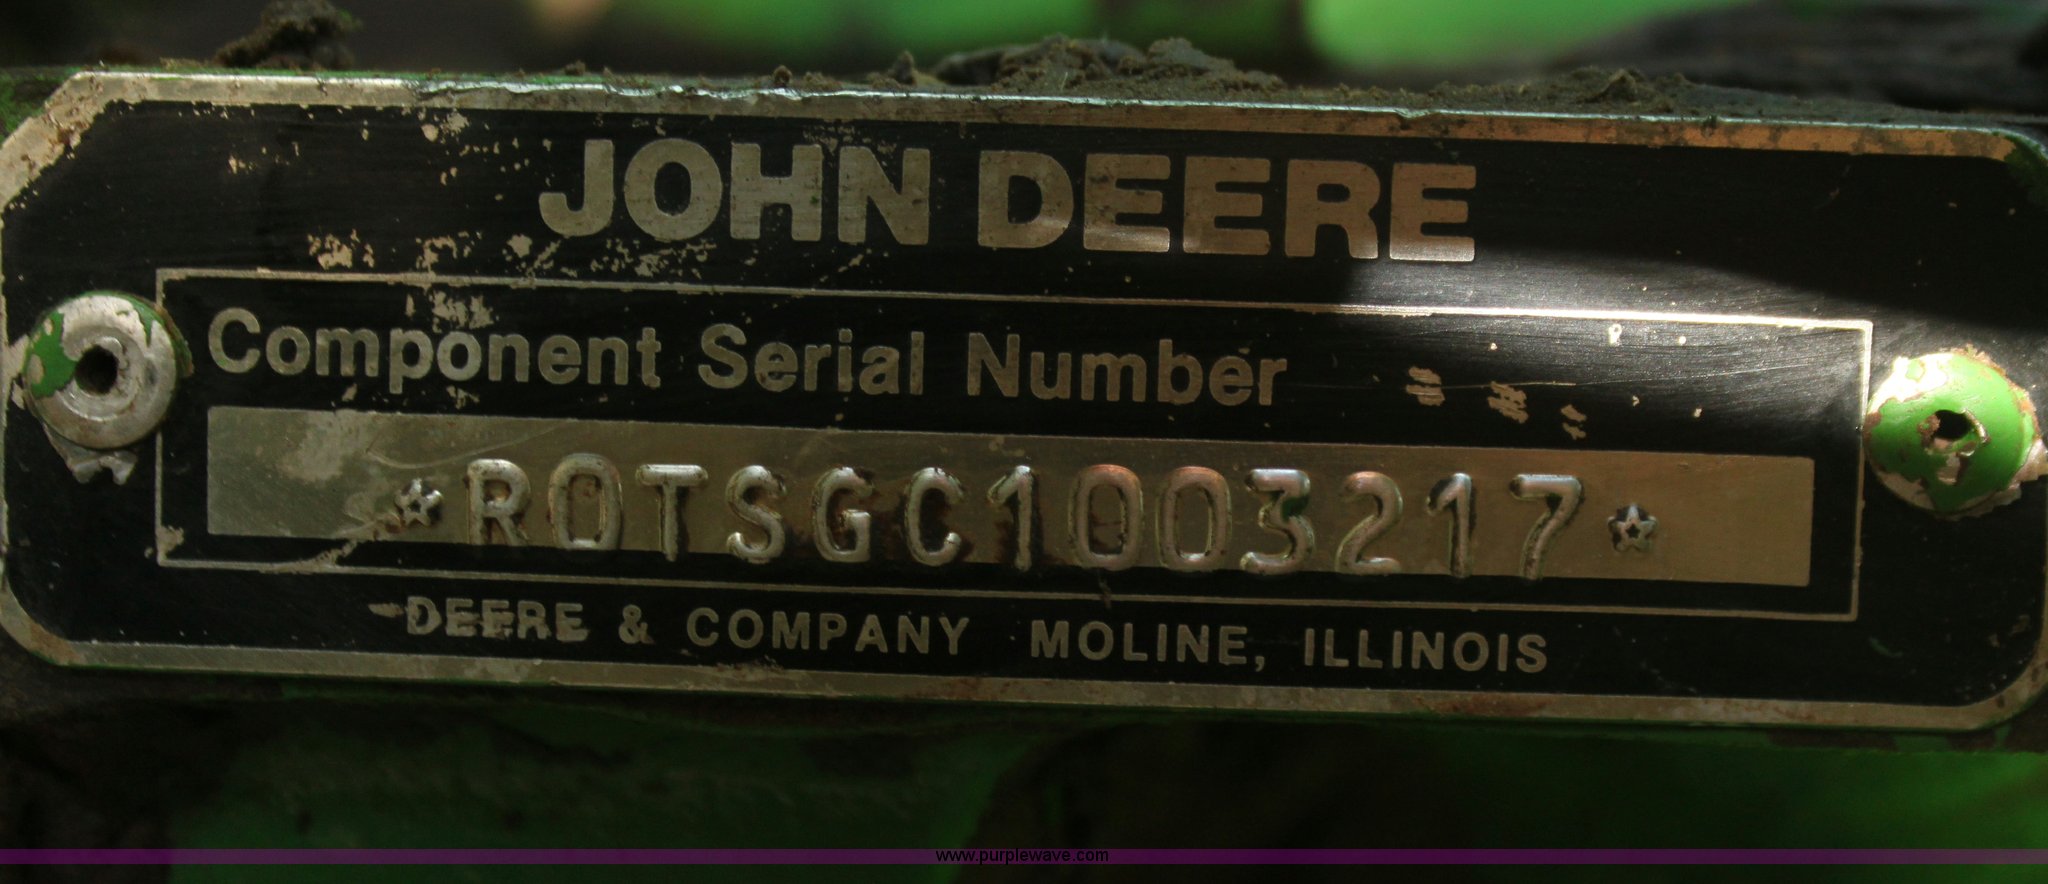 JOHN DEERE
Component Serial Number
*R0TSGC1003217*
DEERE & COMPANY MOLINE, ILLINOIS
www.purplewave.com